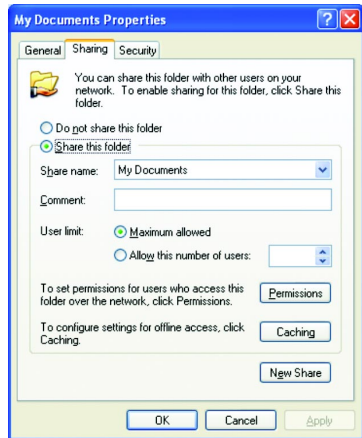 My Documents Properties
General Sharing Security
You can share this folder with other users on your
network. To enable sharing for this folder, click Share this
folder.
Do not share this folder
Share this folder
Share name: My Documents
Comment:
User limit: Maximum allowed
Allow this number of users:
To set permissions for users who access this
folder over the network, click Permissions.
Permissions
To configure settings for offline access, click
Caching.
Caching
New Share
OK Cancel Apply